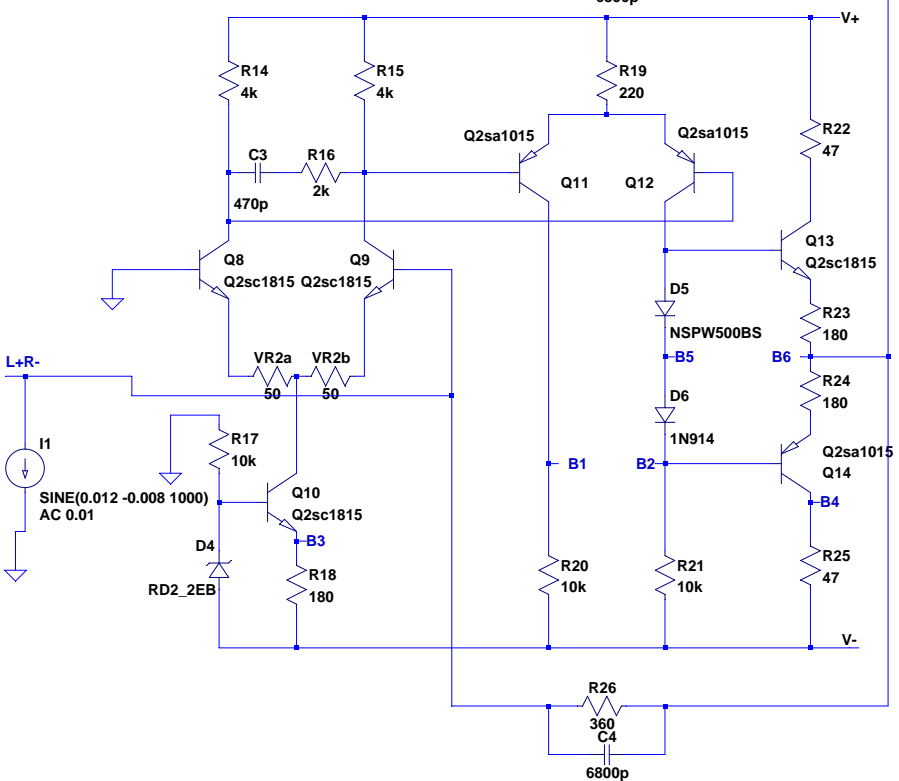 6800p
V+
R14
4k
R15
4k
R19
220
Q2sa1015
Q2sa1015
R22
47
C3
R16
2k
470p
Q11
Q12
Q8
Q2sc1815
Q9
Q2sc1815
Q13
Q2sc1815
D5
NSPW500BS
R23
180
L+R-
VR2a
50
VR2b
50
B5
B6
R24
180
D6
1N914
I1
SINE(0.012 -0.008 1000)
AC 0.01
R17
10k
Q10
Q2sc1815
B1
B2
Q2sa1015
Q14
B4
B3
D4
RD2_2EB
R18
180
R20
10k
R21
10k
R25
47
V-
R26
360
C4
6800p